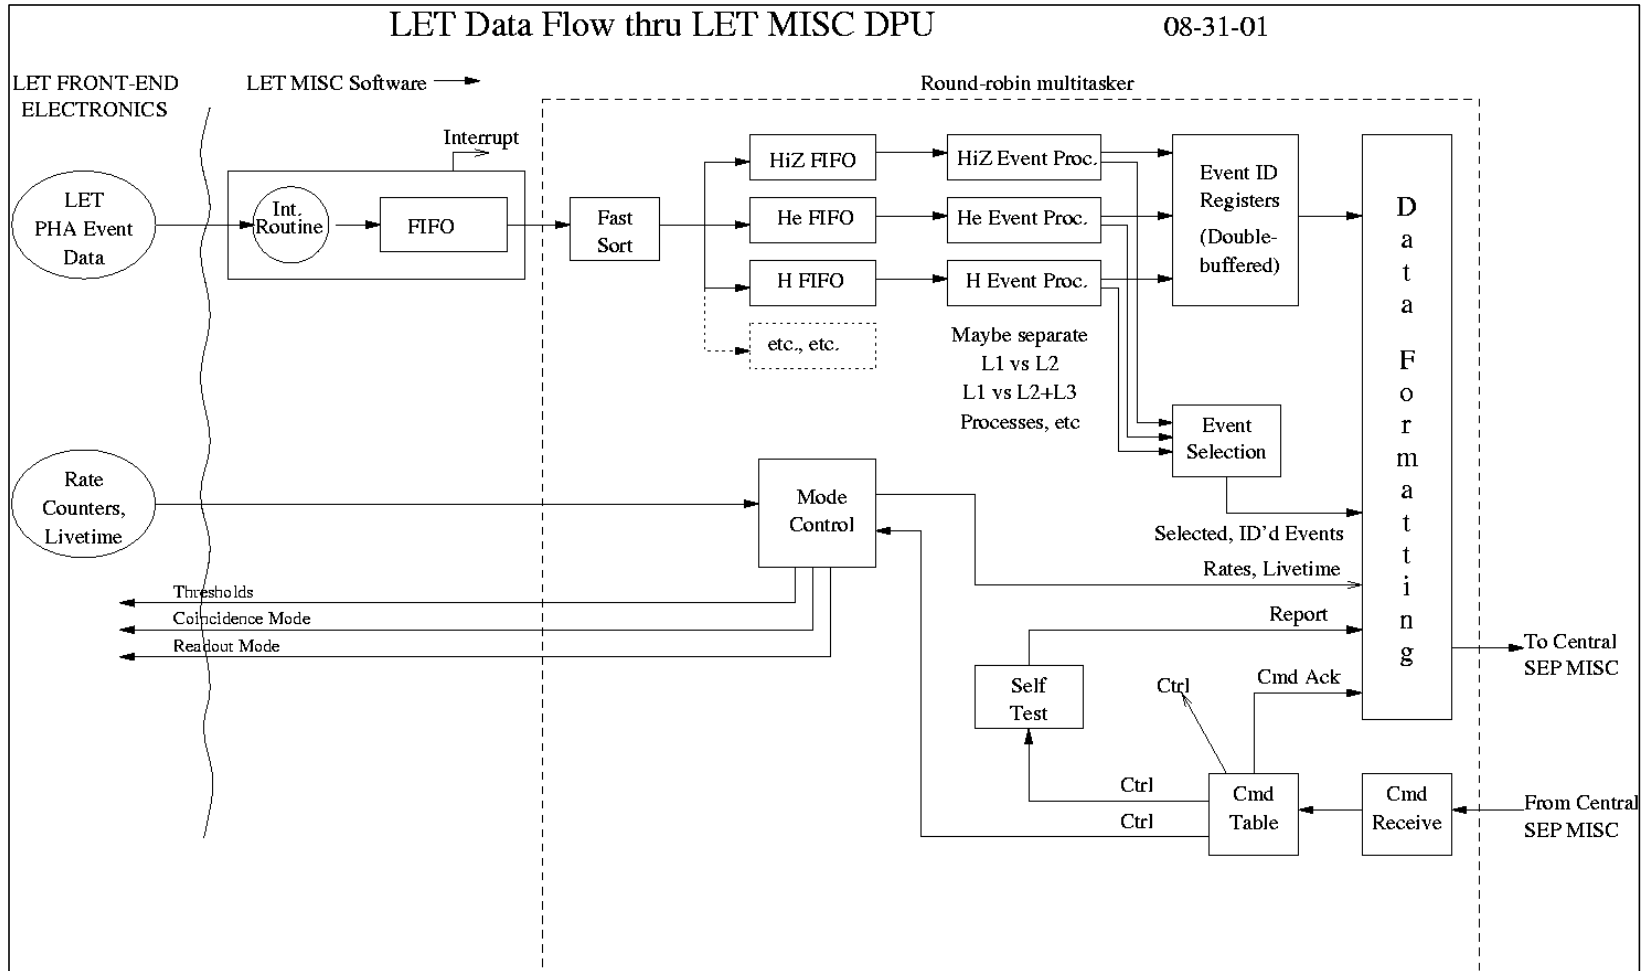 LET Data Flow thru LET MISC DPU
08-31-01
LET FRONT-END
ELECTRONICS
LET MISC Software
Round-robin multitasker
Interrupt
LET
PHA Event
Data
Int.
Routine
FIFO
Fast
Sort
HiZ FIFO
He FIFO
H FIFO
etc., etc.
HiZ Event Proc.
He Event Proc.
H Event Proc.
Maybe separate
L1 vs L2
L1 vs L2+L3
Processes, etc
Event ID
Registers
(Double-
buffered)
Event
Selection
Data Formatting
Selected, ID'd Events
Rate
Counters,
Livetime
Mode
Control
Rates, Livetime
Thresholds
Coincidence Mode
Readout Mode
Report
Self
Test
Ctrl
Cmd Ack
To Central
SEP MISC
Ctrl
Ctrl
Cmd
Table
Cmd
Receive
From Central
SEP MISC